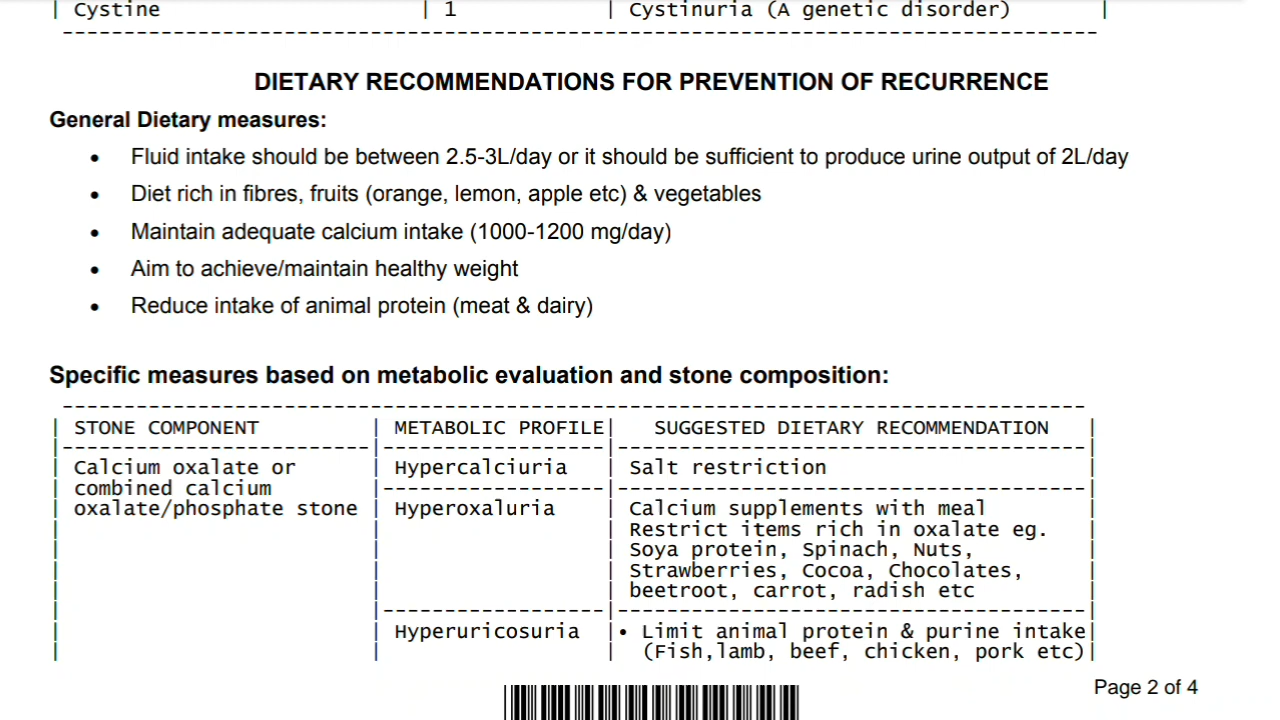 | Cystine | 1 | Cystinuria (A genetic disorder) |
DIETARY RECOMMENDATIONS FOR PREVENTION OF RECURRENCE
General Dietary measures:
• Fluid intake should be between 2.5-3L/day or it should be sufficient to produce urine output of 2L/day
• Diet rich in fibres, fruits (orange, lemon, apple etc) & vegetables
• Maintain adequate calcium intake (1000-1200 mg/day)
• Aim to achieve/maintain healthy weight
• Reduce intake of animal protein (meat & dairy)
Specific measures based on metabolic evaluation and stone composition:
| STONE COMPONENT | METABOLIC PROFILE| SUGGESTED DIETARY RECOMMENDATION |
| Calcium oxalate or | Hypercalciuria | Salt restriction |
| combined calcium
| oxalate/phosphate stone | Hyperoxaluria | Calcium supplements with meal |
Restrict items rich in oxalate eg.
Soya protein, Spinach, Nuts,
Strawberries, Cocoa, Chocolates,
beetroot, carrot, radish etc
| Hyperuricosuria |• Limit animal protein & purine intake|
(Fish,lamb, beef, chicken, pork etc)|
Page 2 of 4